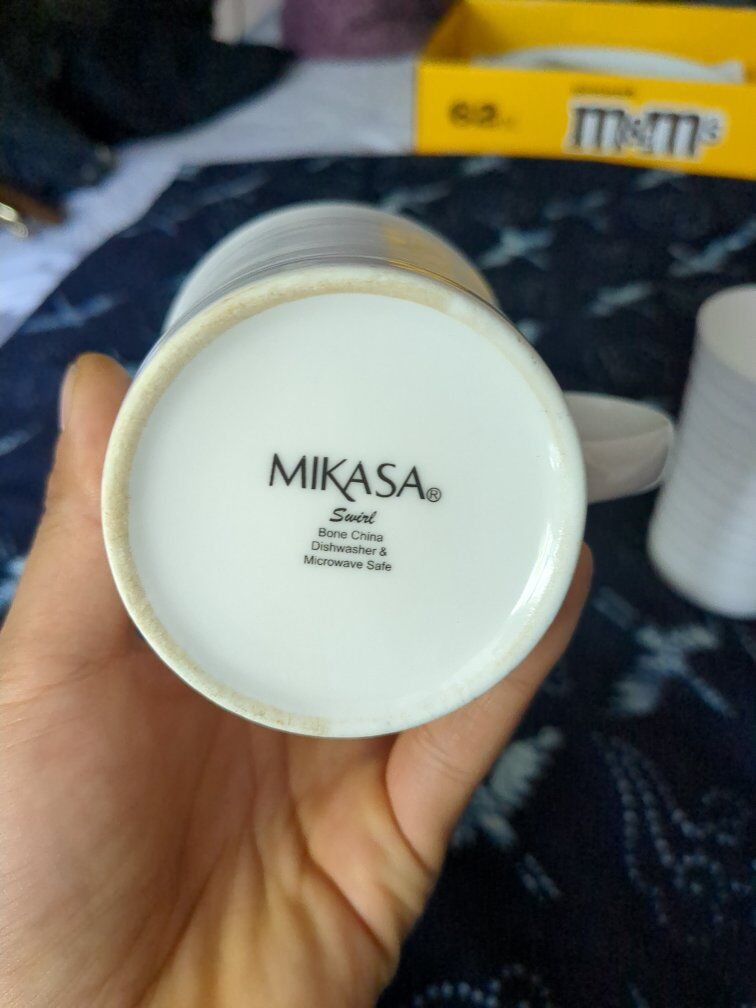 m&m's
MIKASA®
Swirl
Bone China
Dishwasher &
Microwave Safe